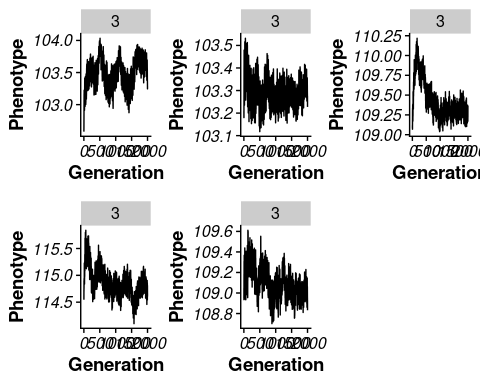 3
104.0
103.5
103.0
Phenotype
Generation
3
103.5
103.4
103.3
103.2
103.1
Phenotype
Generation
3
110.25
110.00
109.75
109.50
109.25
109.00
Phenotype
Generation
3
115.5
115.0
114.5
Phenotype
Generation
3
109.6
109.4
109.2
109.0
108.8
Phenotype
Generation